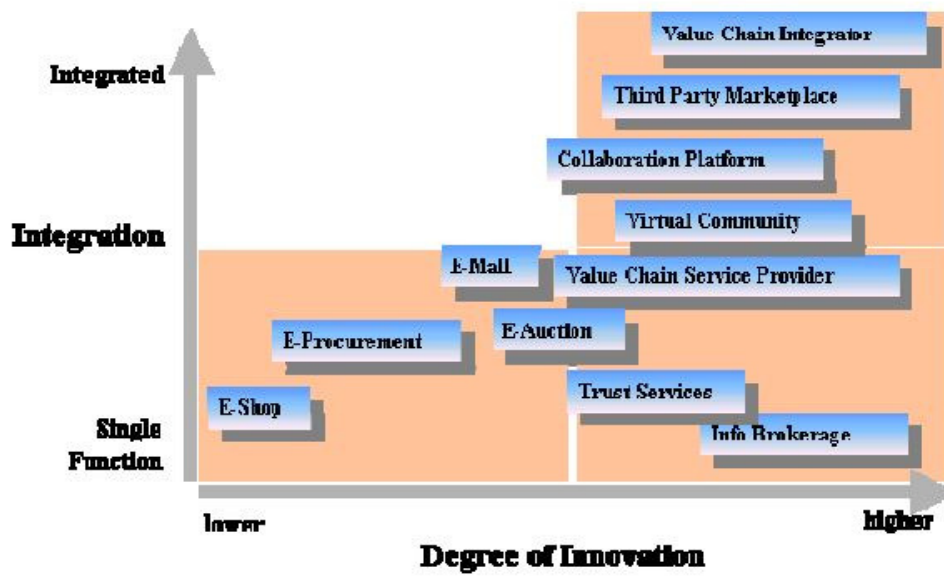 Value Chain Integrator
Integrated
Third Party Marketplace
Collaboration Platform
Virtual Community
Integration
E-Mall
Value Chain Service Provider
E-Auction
E-Procurement
Trust Services
E-Shop
Single
Function
Info Brokerage
lower
higher
Degree of Innovation